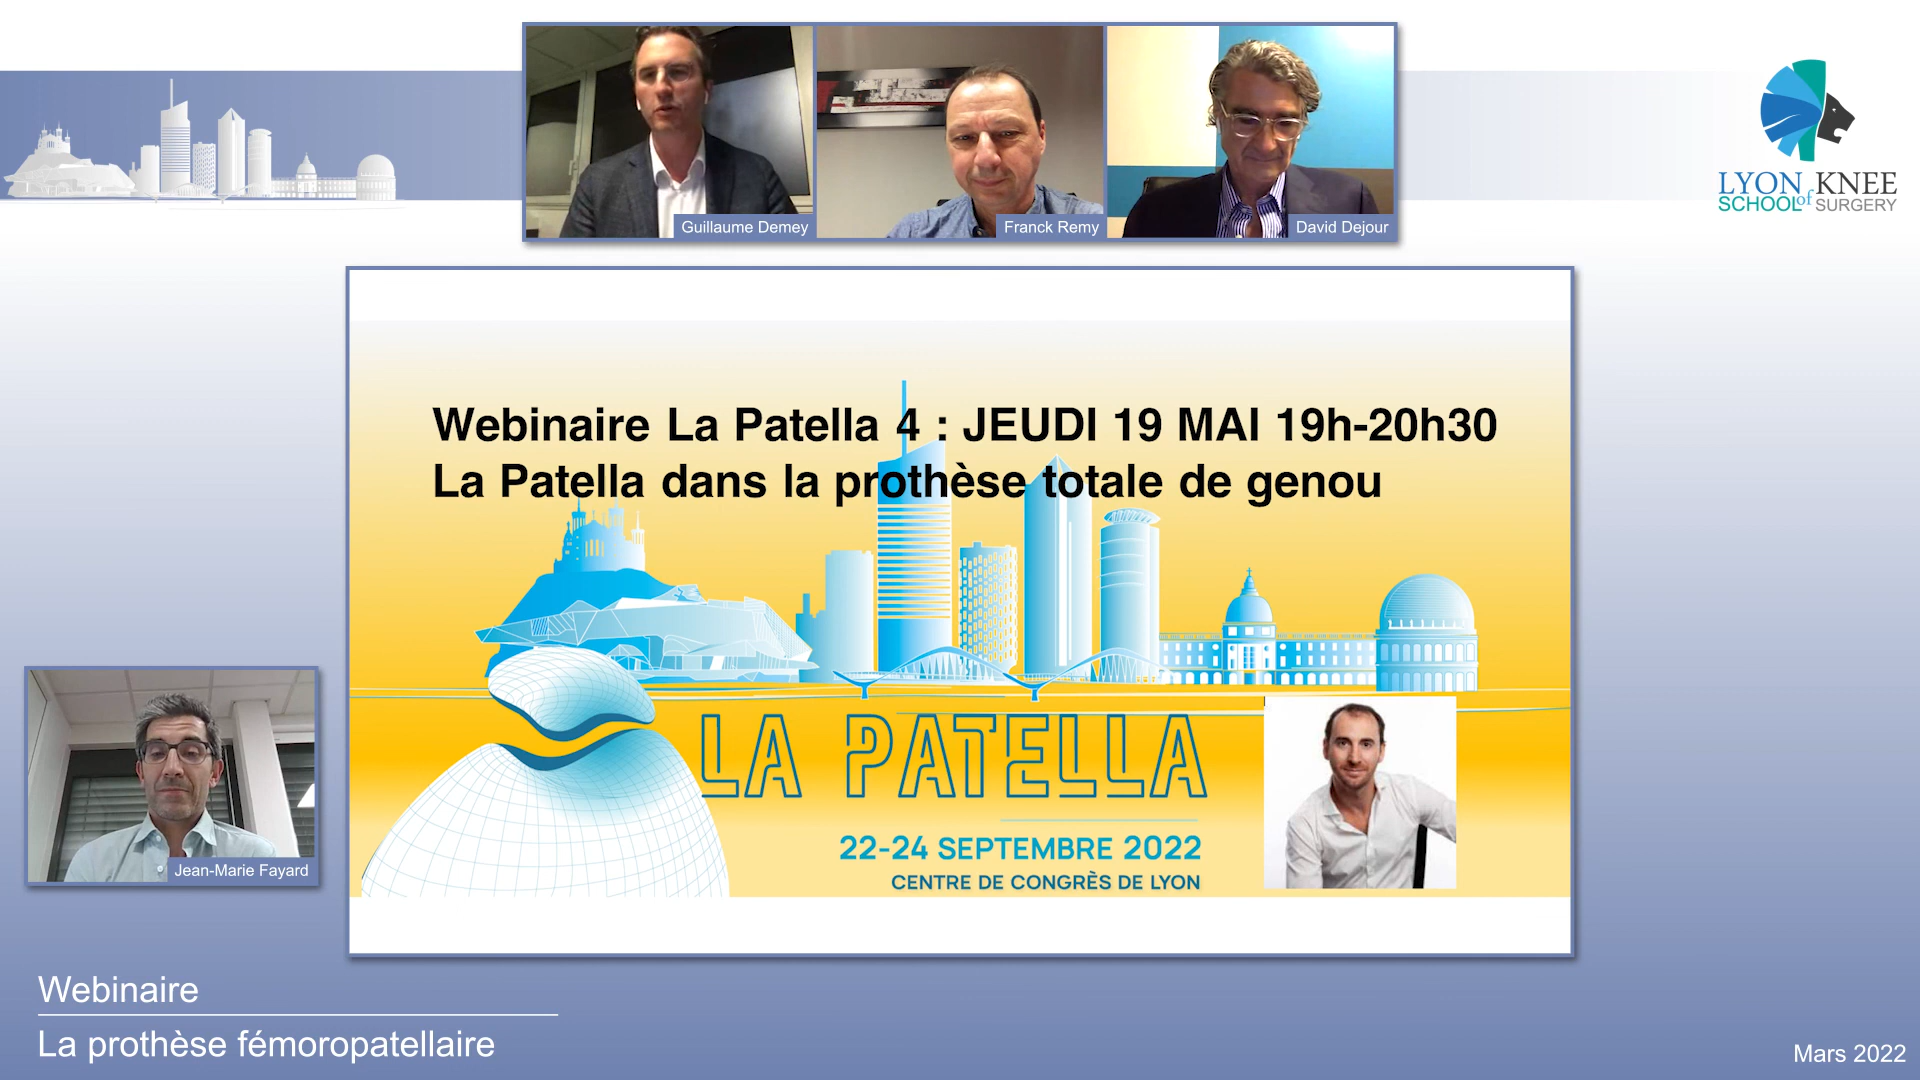 Guillaume Demey
Franck Remy
David Dejour
LYON KNEE
SCHOOL of SURGERY
Webinaire La Patella 4 : JEUDI 19 MAI 19h-20h30
La Patella dans la prothèse totale de genou
LA PATELLA
22-24 SEPTEMBRE 2022
CENTRE DE CONGRÈS DE LYON
Jean-Marie Fayard
Webinaire
La prothèse fémoropatellaire
Mars 2022